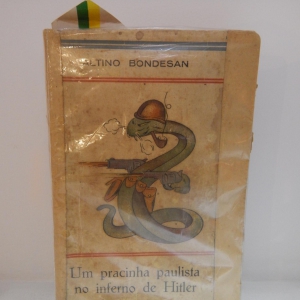 ALTINO BONDESAN
Um pracinha paulista
no inferno de Hitler